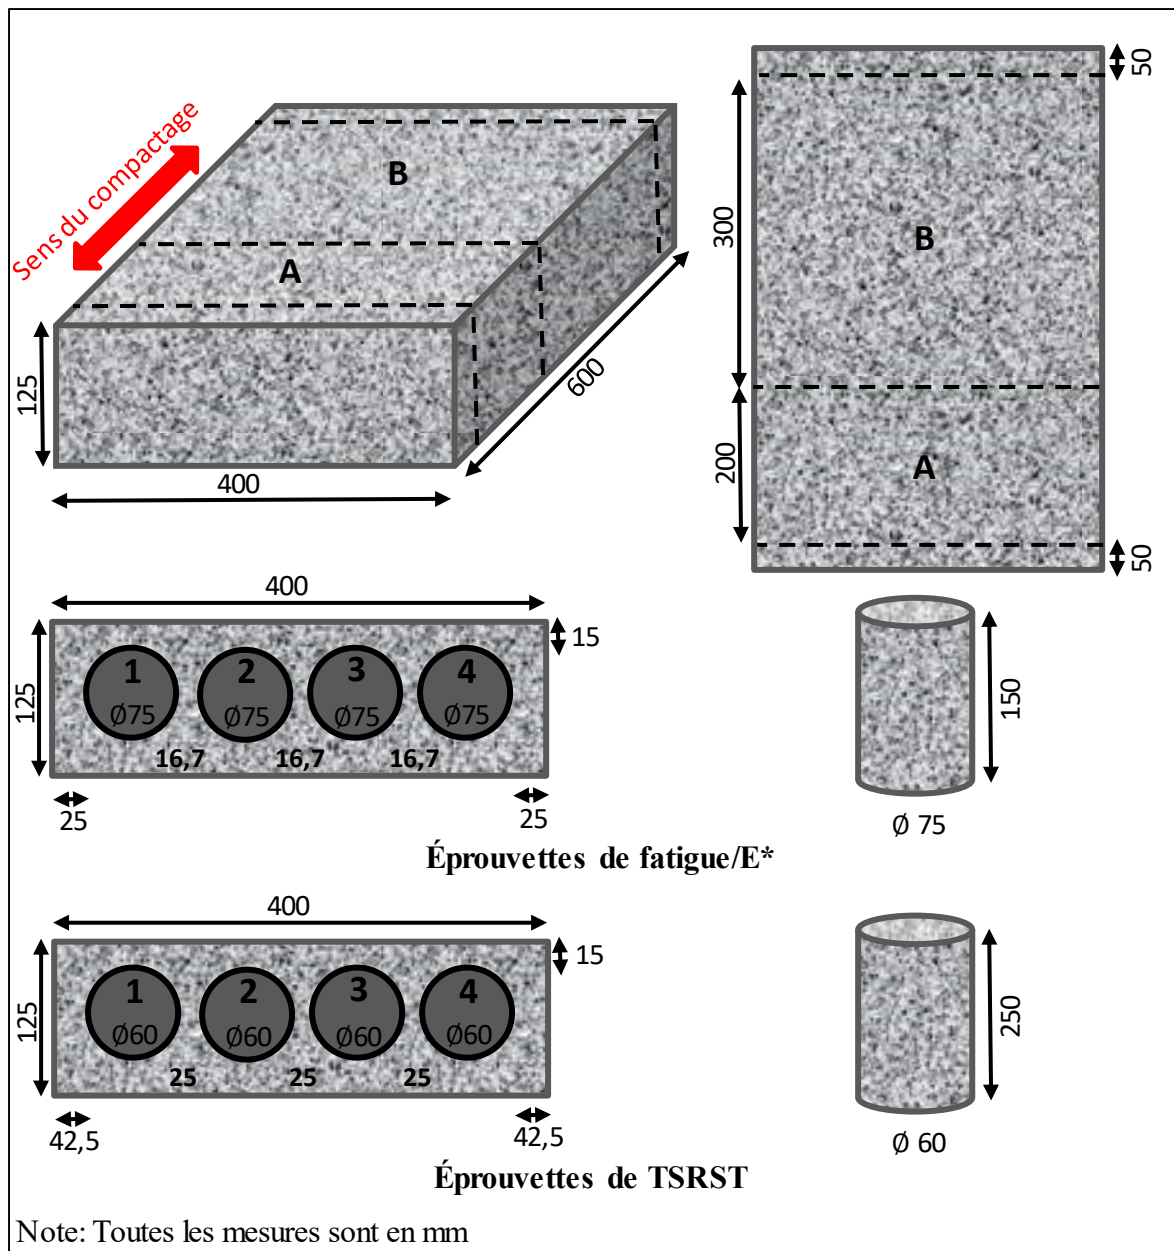 Sens du compactage
B
A
125
400
600
50
300
B
200
A
50
400
15
125
1
2
3
4
Ø75
Ø75
Ø75
Ø75
16,7
16,7
16,7
25
25
150
Ø 75
Éprouvettes de fatigue/E*
400
15
125
1
2
3
4
Ø60
Ø60
Ø60
Ø60
25
25
25
42,5
42,5
250
Ø 60
Éprouvettes de TSRST
Note: Toutes les mesures sont en mm